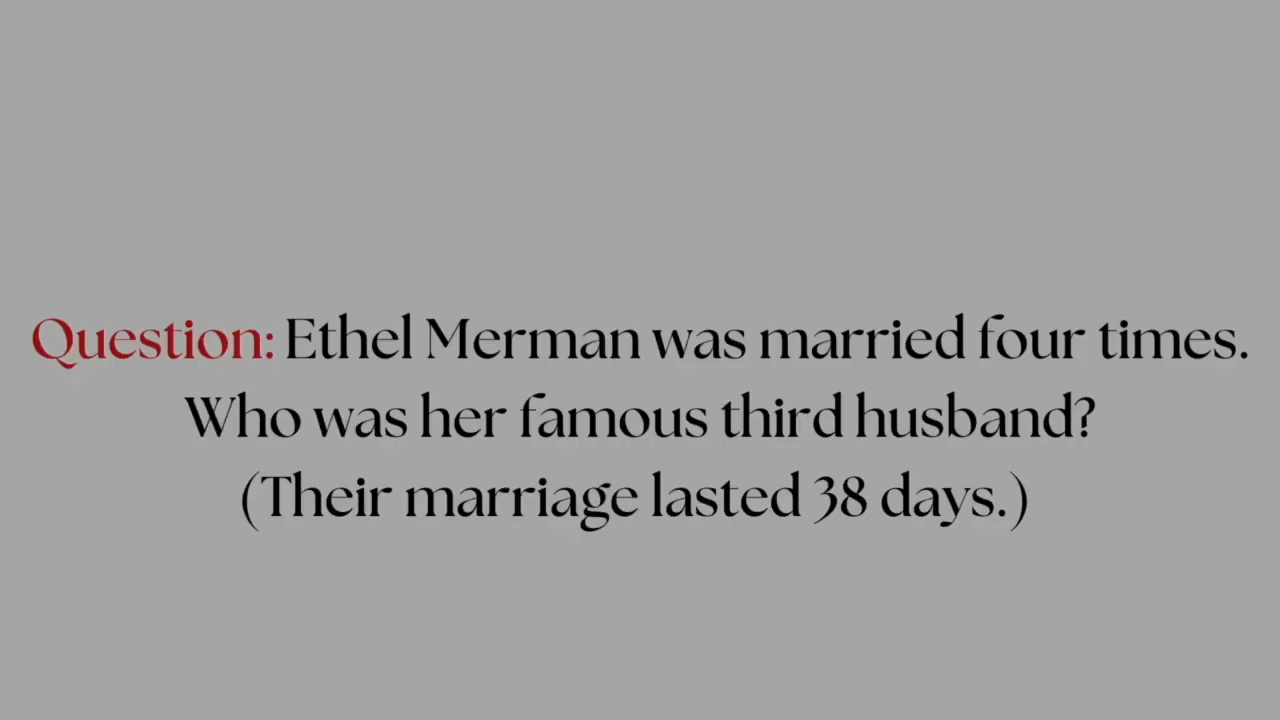 Question: Ethel Merman was married four times.
Who was her famous third husband?
(Their marriage lasted 38 days.)